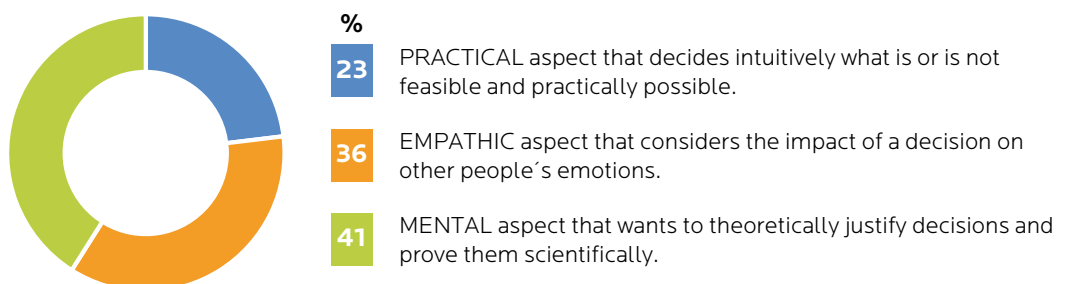 %
23
PRACTICAL aspect that decides intuitively what is or is not
feasible and practically possible.
36
EMPATHIC aspect that considers the impact of a decision on
other people´s emotions.
41
MENTAL aspect that wants to theoretically justify decisions and
prove them scientifically.